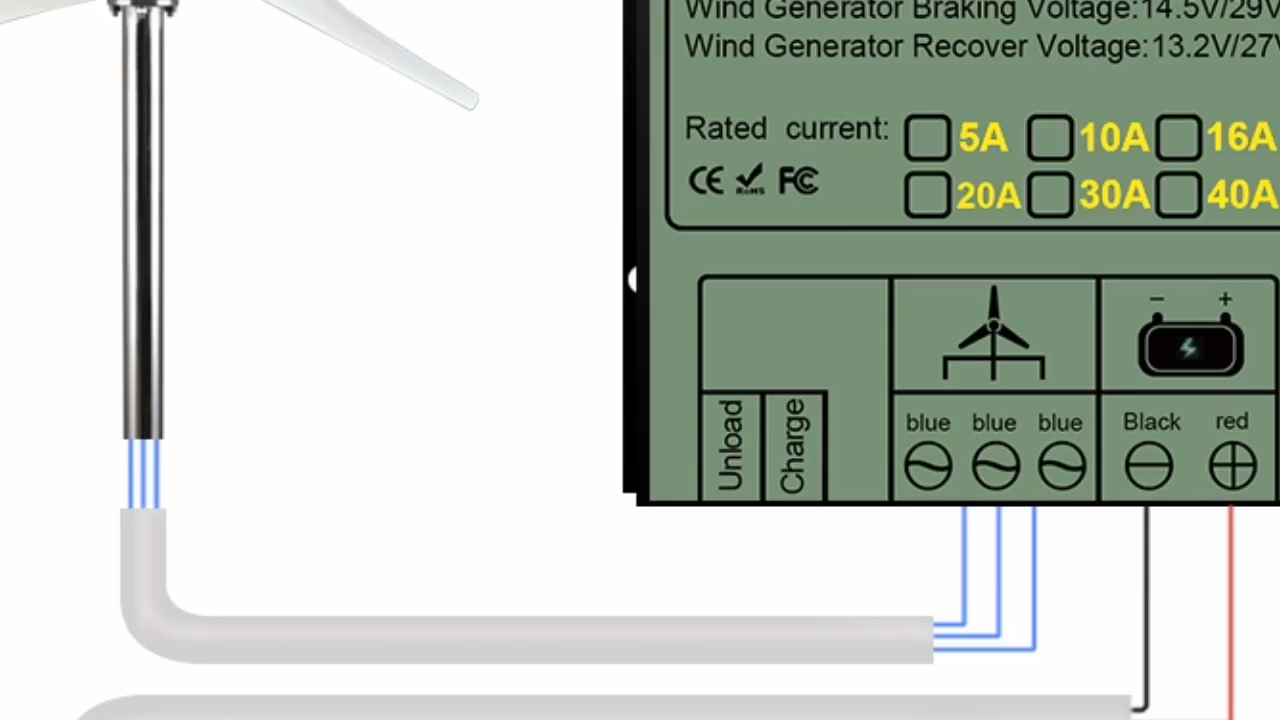 Wind Generator Braking Voltage:14.5V/29V
Wind Generator Recover Voltage:13.2V/27V
Rated current: 5A 10A 16A
20A 30A 40A
CE RoHS FC
− +
Unload Charge
blue blue blue Black red